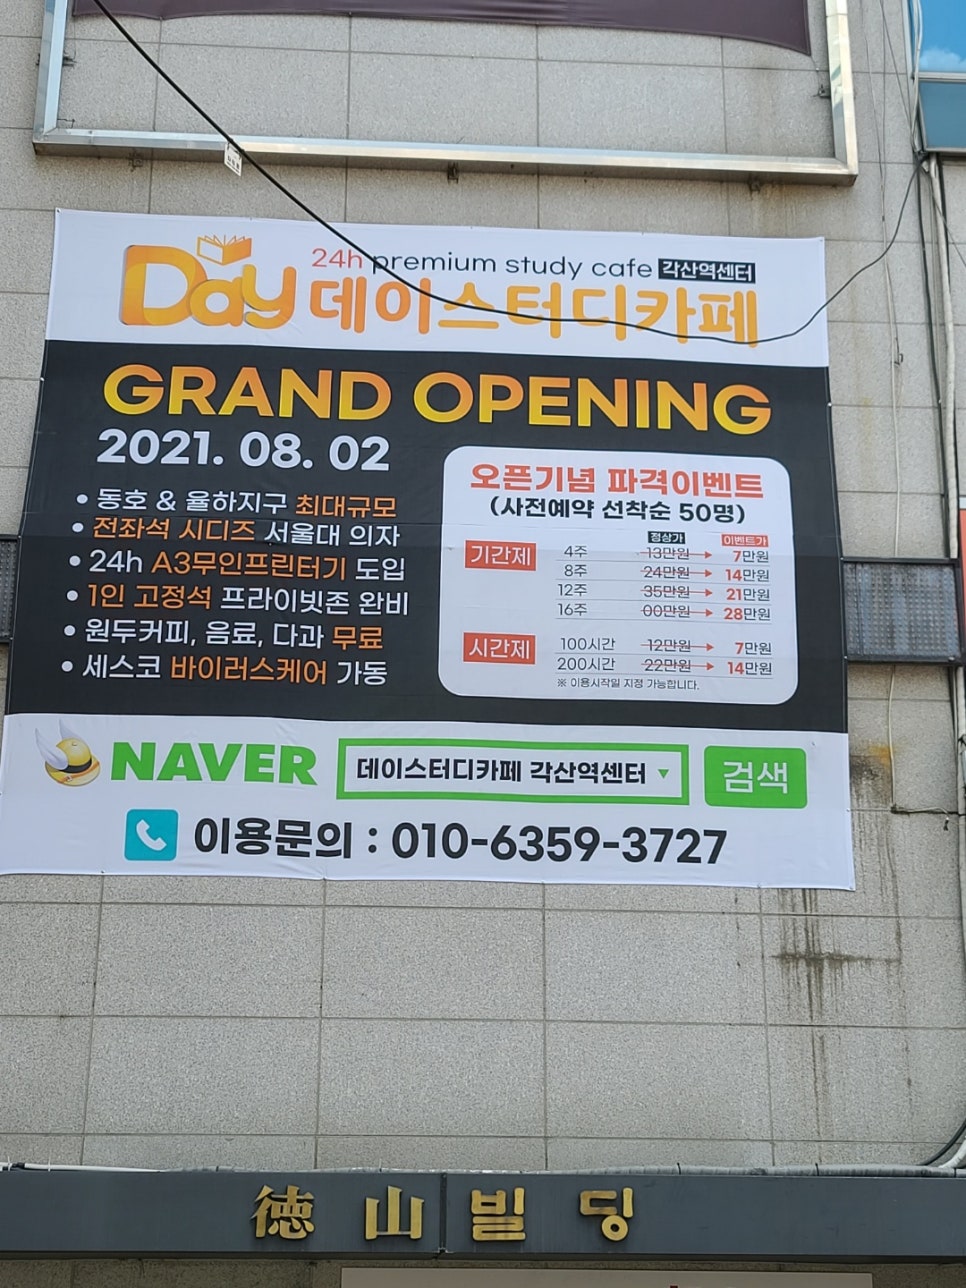 Day 24h premium study cafe 각산역센터
데이스터디카페
GRAND OPENING
2021. 08. 02
• 동호 & 율하지구 최대규모
• 전좌석 시디즈 서울대 의자
• 24h A3무인프린터기 도입
• 1인 고정석 프라이빗존 완비
• 원두커피, 음료, 다과 무료
• 세스코 바이러스케어 가동
오픈기념 파격이벤트
(사전예약 선착순 50명)
정상가 이벤트가
기간제 4주 13만원 7만원
8주 24만원 14만원
12주 35만원 21만원
16주 00만원 28만원
시간제 100시간 12만원 7만원
200시간 22만원 14만원
※ 이용시작일 지정 가능합니다.
NAVER 데이스터디카페 각산역센터 검색
이용문의 : 010-6359-3727
徳山빌딩